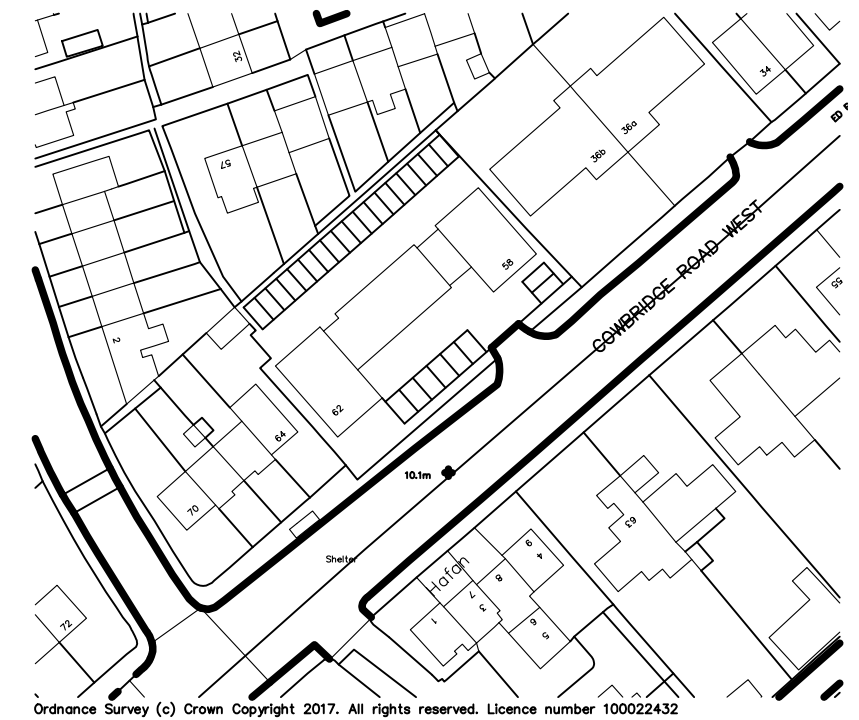 32
34
ED R
36a
36b
57
COWBRIDGE ROAD WEST
58
55
2
62
64
10.1m
70
63
Shelter
Hafan
9
4
8
7
3
1
6
5
72
Ordnance Survey (c) Crown Copyright 2017. All rights reserved. Licence number 100022432